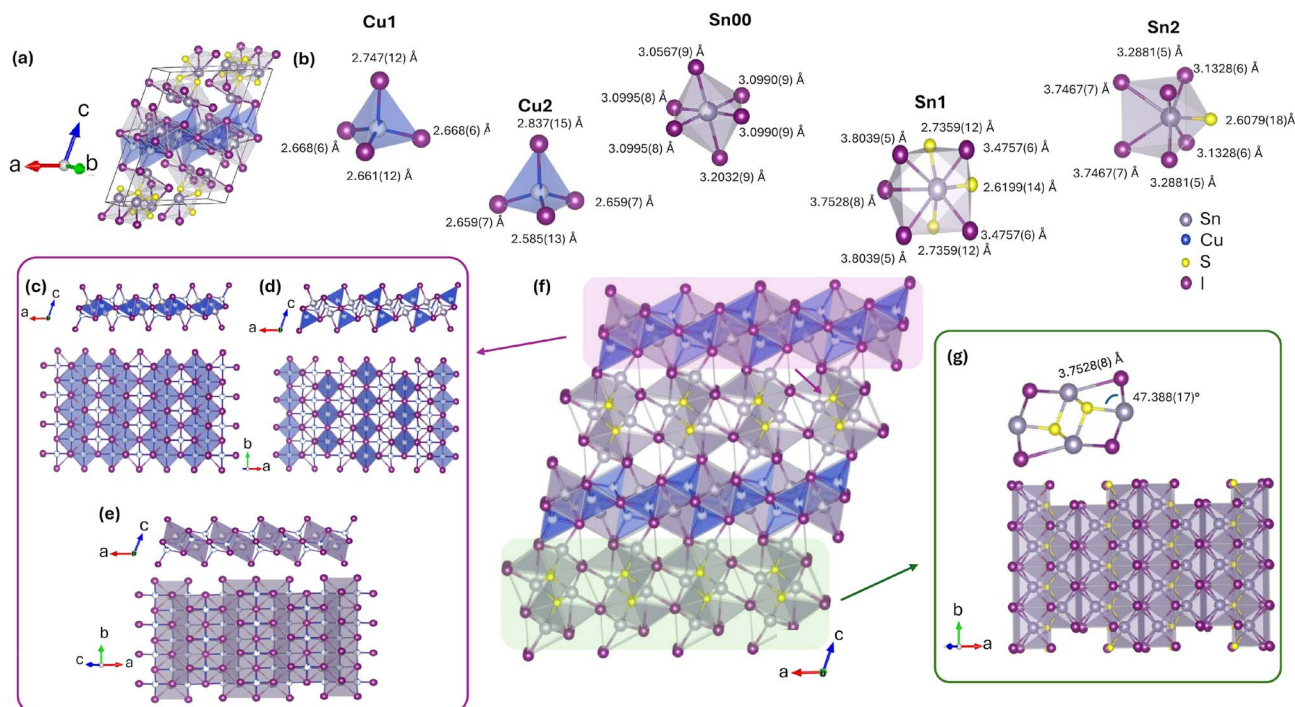 (a)
c
a
b
(b)
Cu1
2.747(12) Å
2.668(6) Å
2.668(6) Å
2.661(12) Å
Cu2
2.837(15) Å
2.659(7) Å
2.659(7) Å
2.585(13) Å
Sn00
3.0567(9) Å
3.0990(9) Å
3.0995(8) Å
3.0990(9) Å
3.0995(8) Å
3.2032(9) Å
Sn1
3.8039(5) Å
2.7359(12) Å
3.4757(6) Å
2.6199(14) Å
3.7528(8) Å
3.4757(6) Å
3.8039(5) Å
2.7359(12) Å
Sn2
3.2881(5) Å
3.1328(6) Å
3.7467(7) Å
2.6079(18)Å
3.1328(6) Å
3.7467(7) Å
3.2881(5) Å
Sn
Cu
S
I
(c)
c
a
(d)
c
a
b
a
(e)
c
a
b
c
a
(f)
c
a
b
(g)
3.7528(8) Å
47.388(17)°
b
a